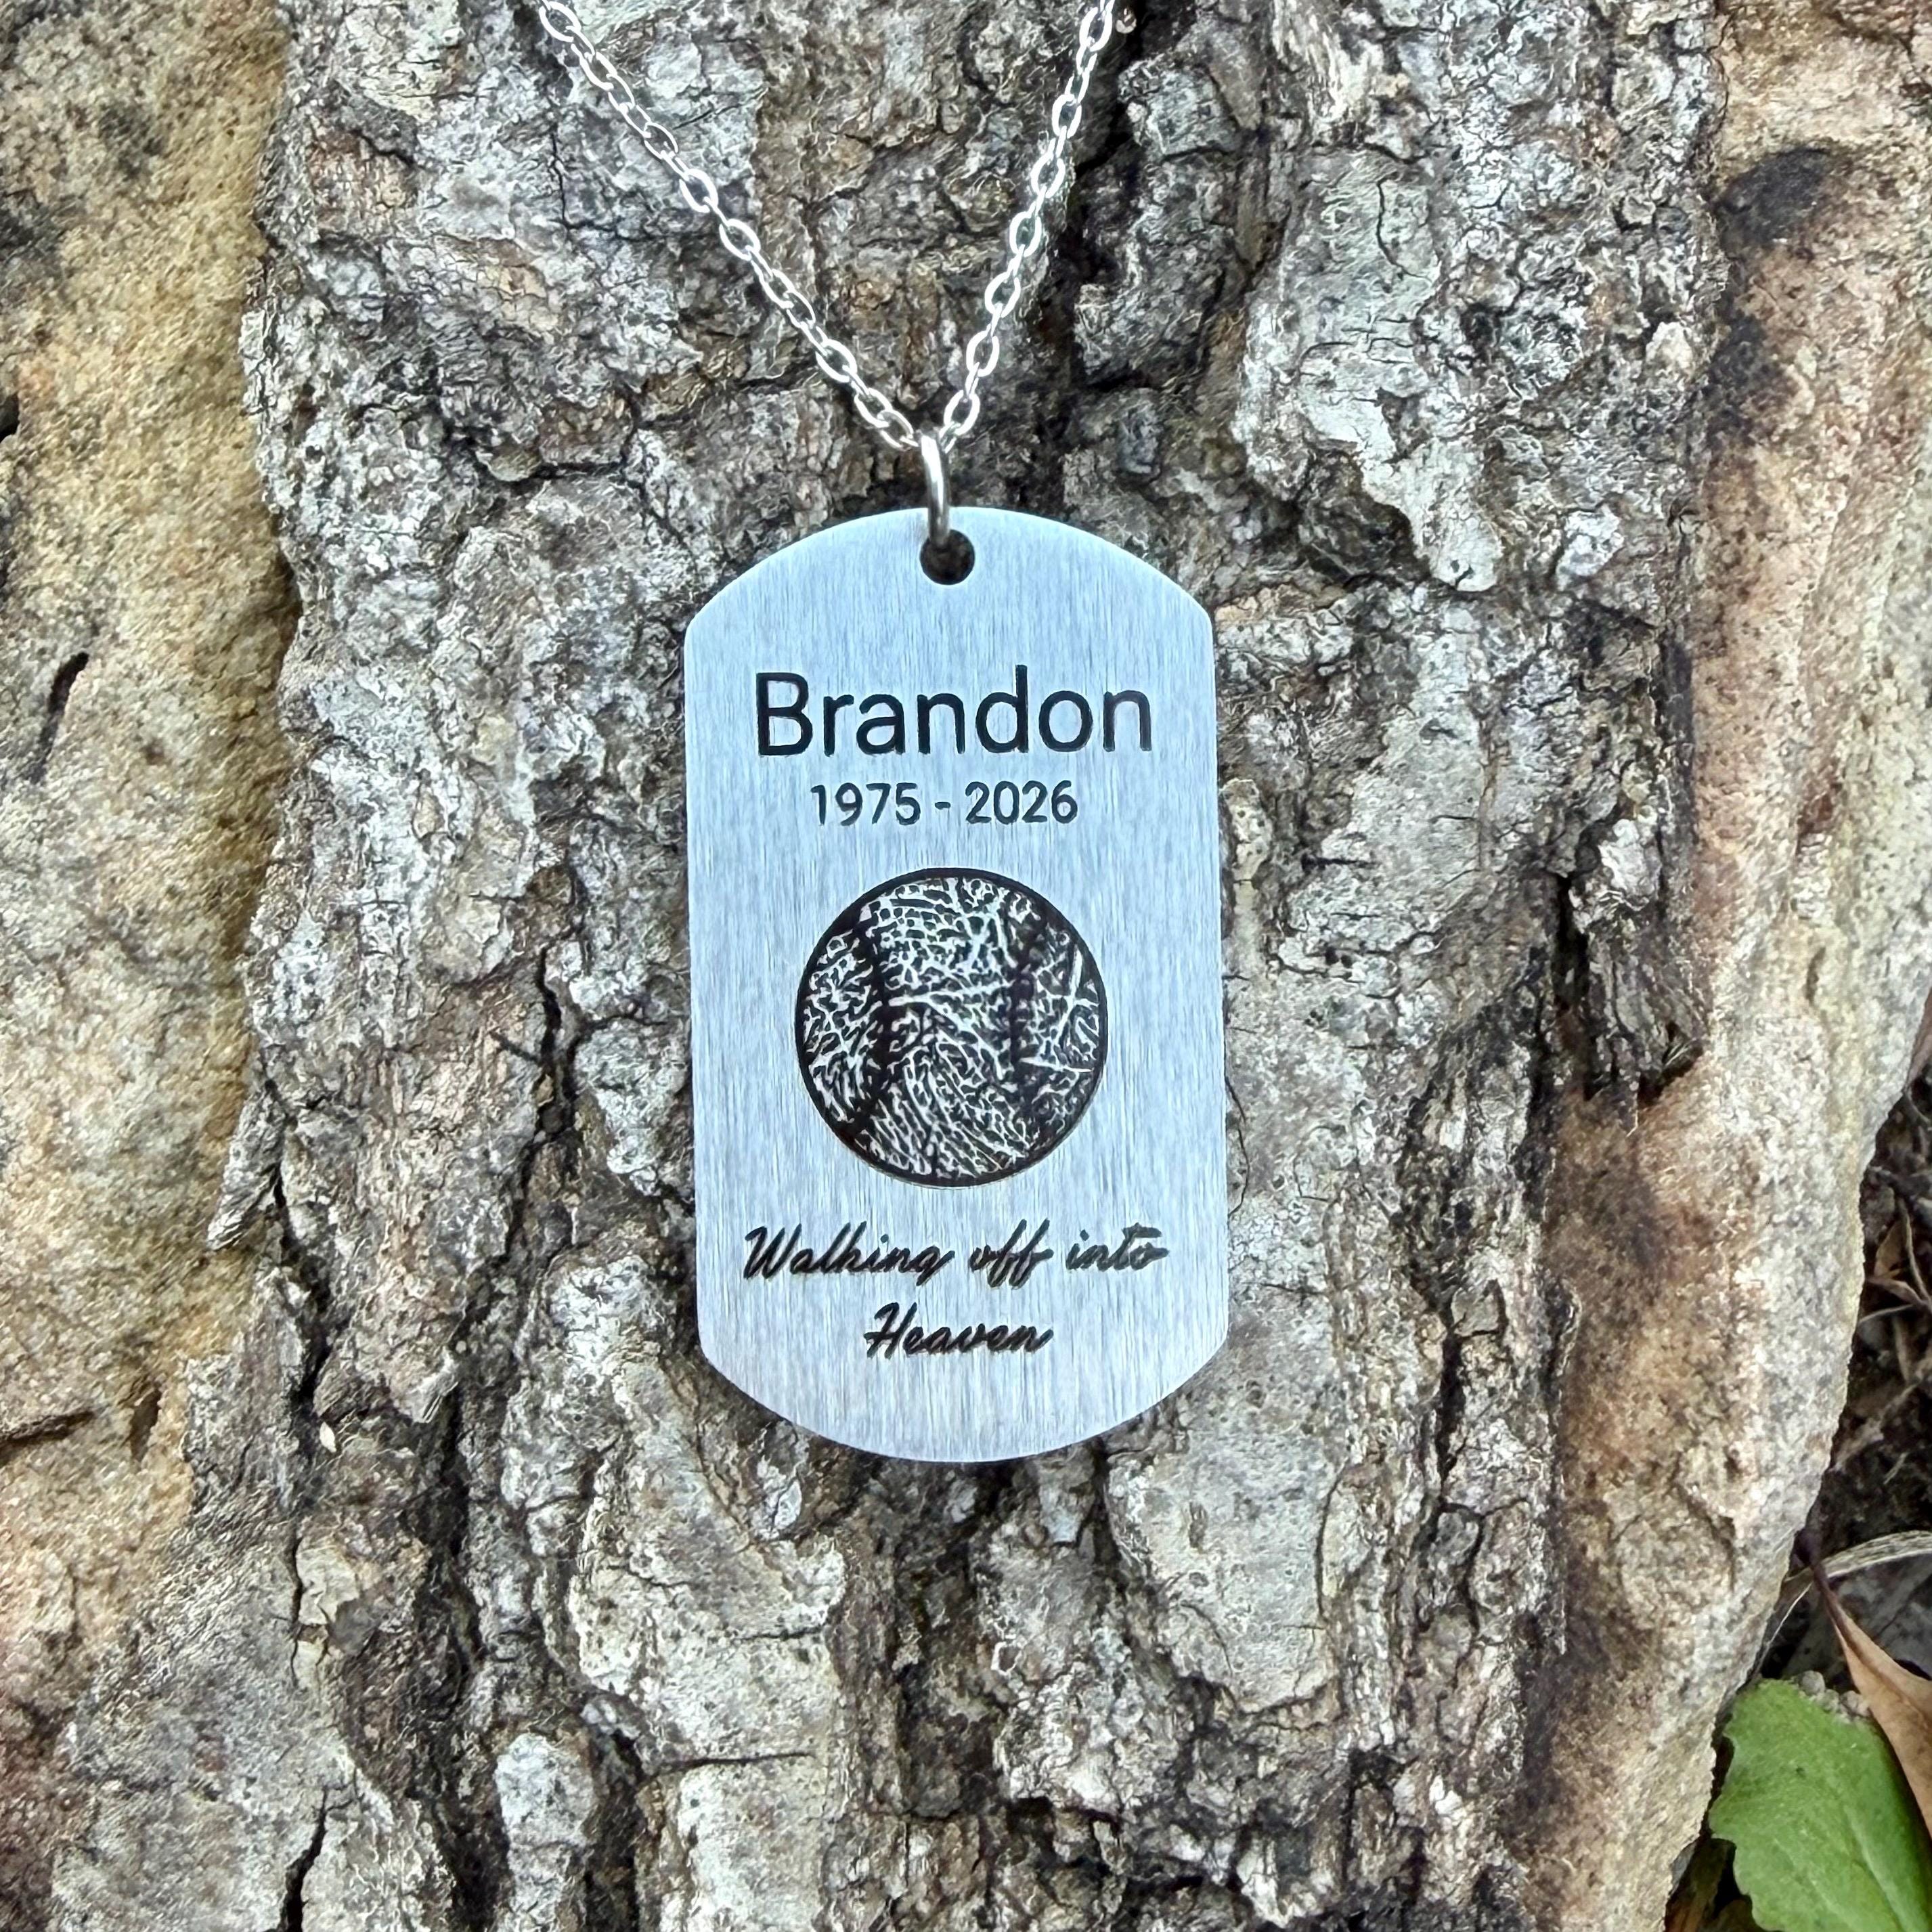 Brandon
1975 - 2026
Walking off into
Heaven